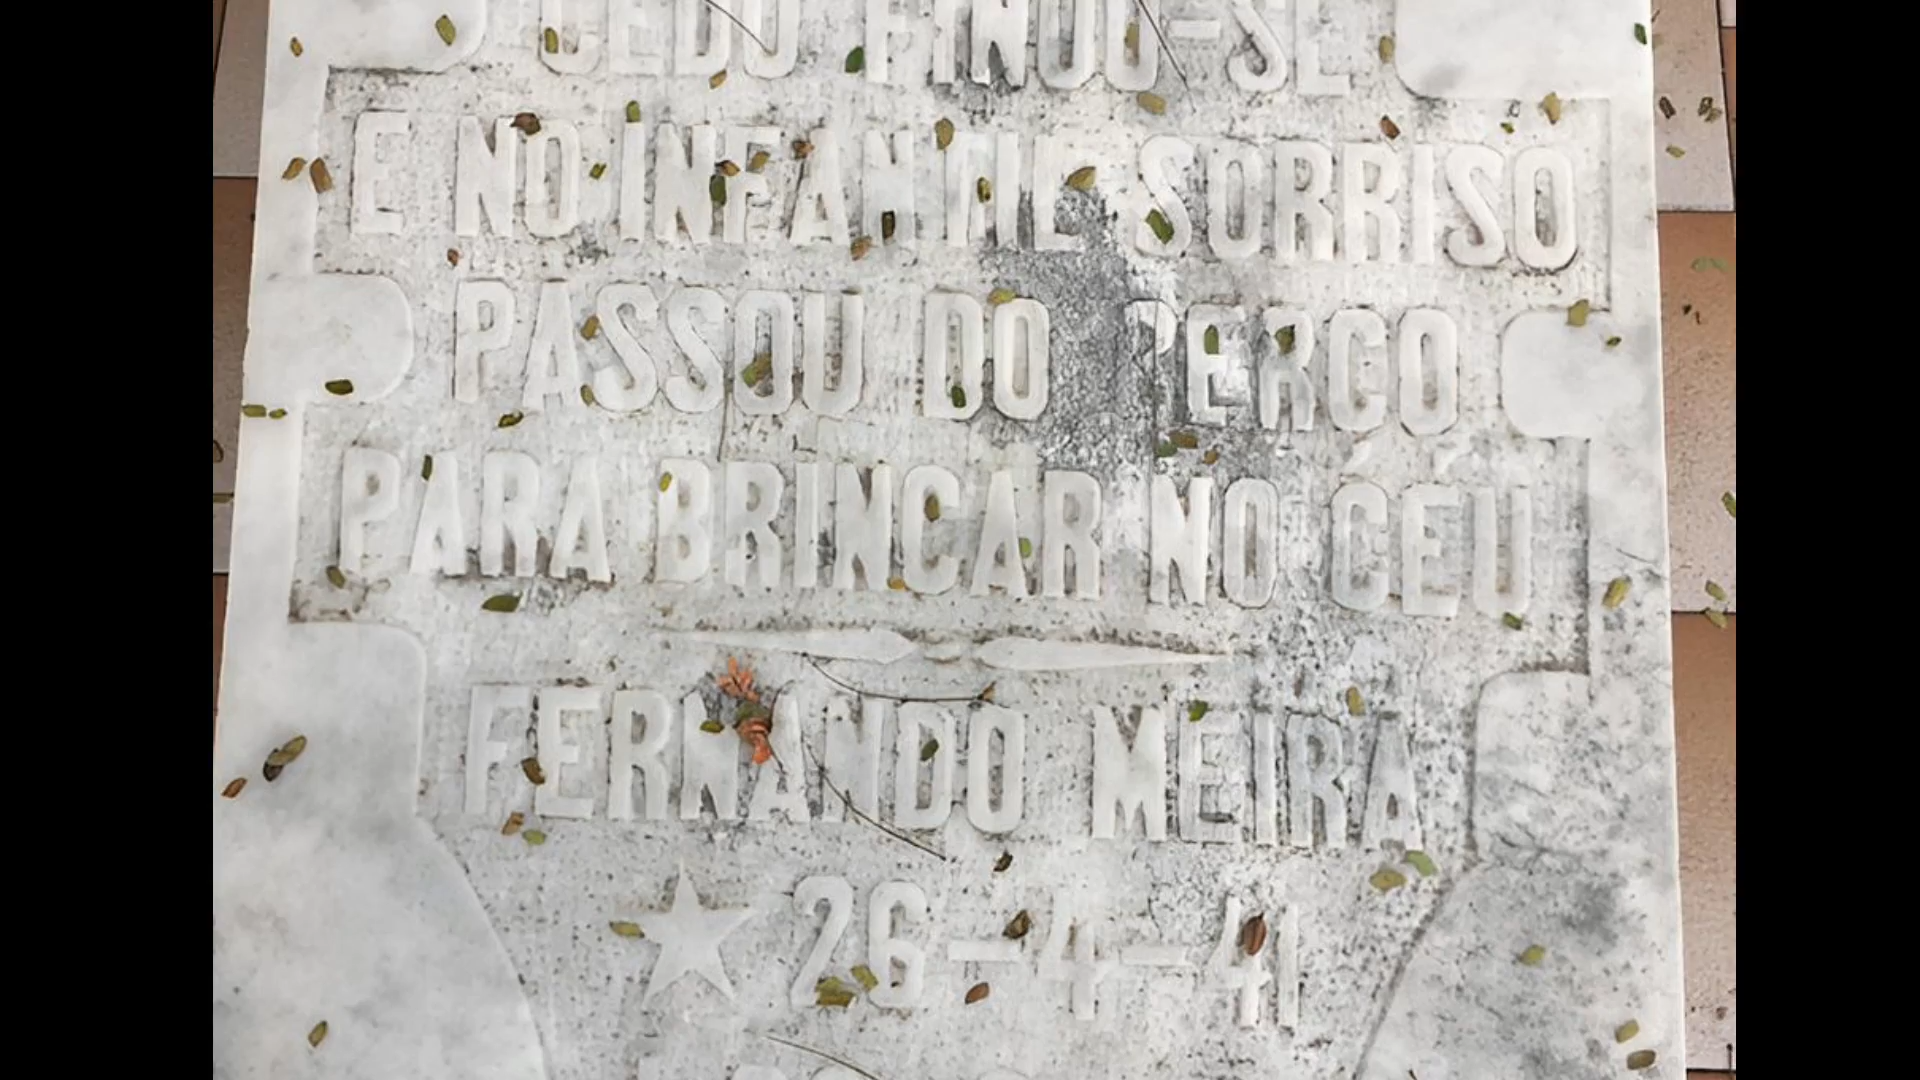 CEDO FINOU-SE
E NO INFANTIL SORRISO
PASSOU DO BERÇO
PARA BRINCAR NO CÉU
FERNANDO MEIRA
26-4-41